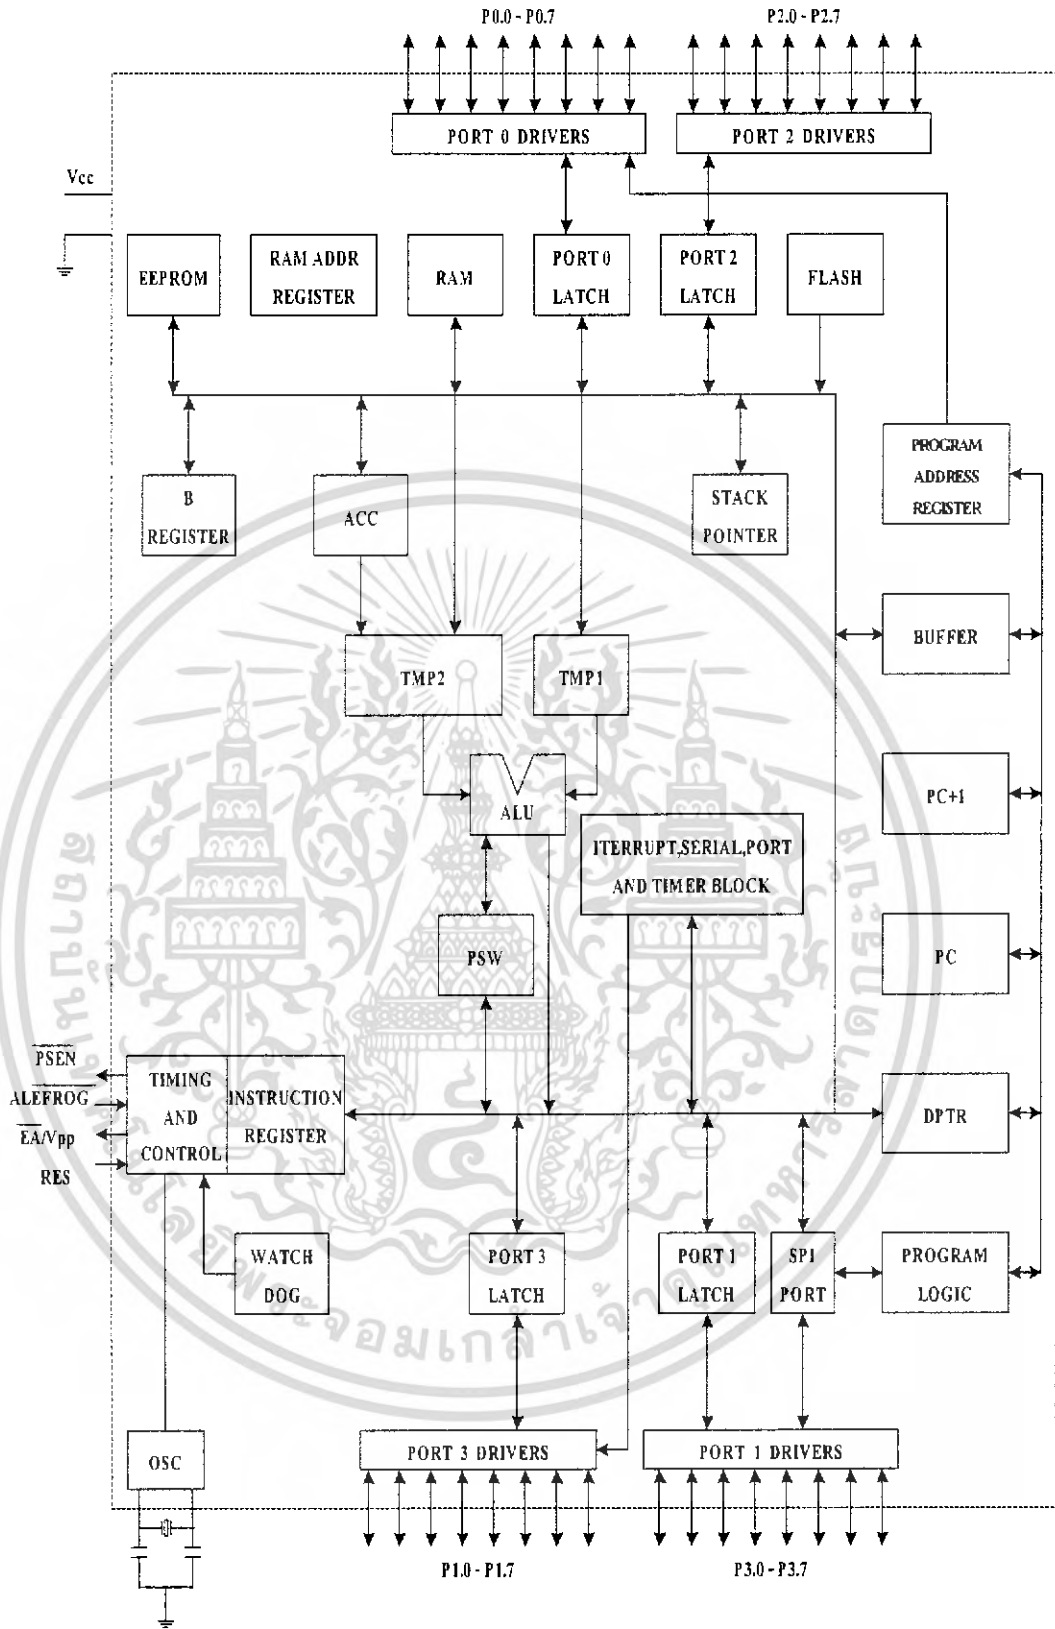 P0.0 - P0.7
P2.0 - P2.7
PORT 0 DRIVERS
PORT 2 DRIVERS
Vcc
EEPROM
RAM ADDR
REGISTER
RAM
PORT 0
LATCH
PORT 2
LATCH
FLASH
B
REGISTER
ACC
STACK
POINTER
PROGRAM
ADDRESS
REGISTER
TMP2
TMP1
BUFFER
ALU
PC+1
ITERRUPT,SERIAL,PORT
AND TIMER BLOCK
PSW
PC
PSEN
ALEFROG
EA/Vpp
RES
TIMING
AND
CONTROL
INSTRUCTION
REGISTER
DPTR
WATCH
DOG
PORT 3
LATCH
PORT 1
LATCH
SPI
PORT
PROGRAM
LOGIC
OSC
PORT 3 DRIVERS
PORT 1 DRIVERS
P1.0 - P1.7
P3.0 - P3.7